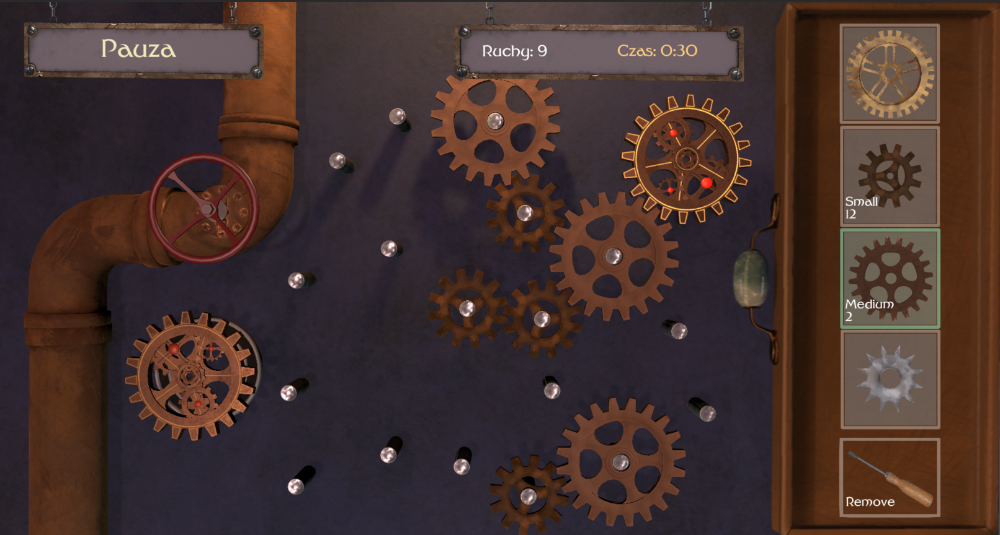 Pauza
Ruchy: 9
Czas: 0:30
Small
12
Medium
2
Remove